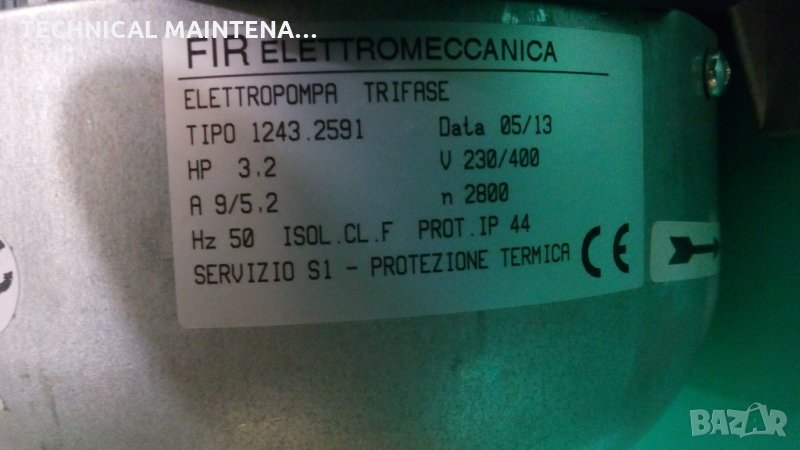 TECHNICAL MAINTENA...
FIR ELETTROMECCANICA
ELETTROPOMPA TRIFASE
TIPO 1243.2591 Data 05/13
HP 3,2 V 230/400
A 9/5,2 n 2800
Hz 50 ISOL.CL.F PROT.IP 44
SERVIZIO S1 - PROTEZIONE TERMICA CE
BAZAR